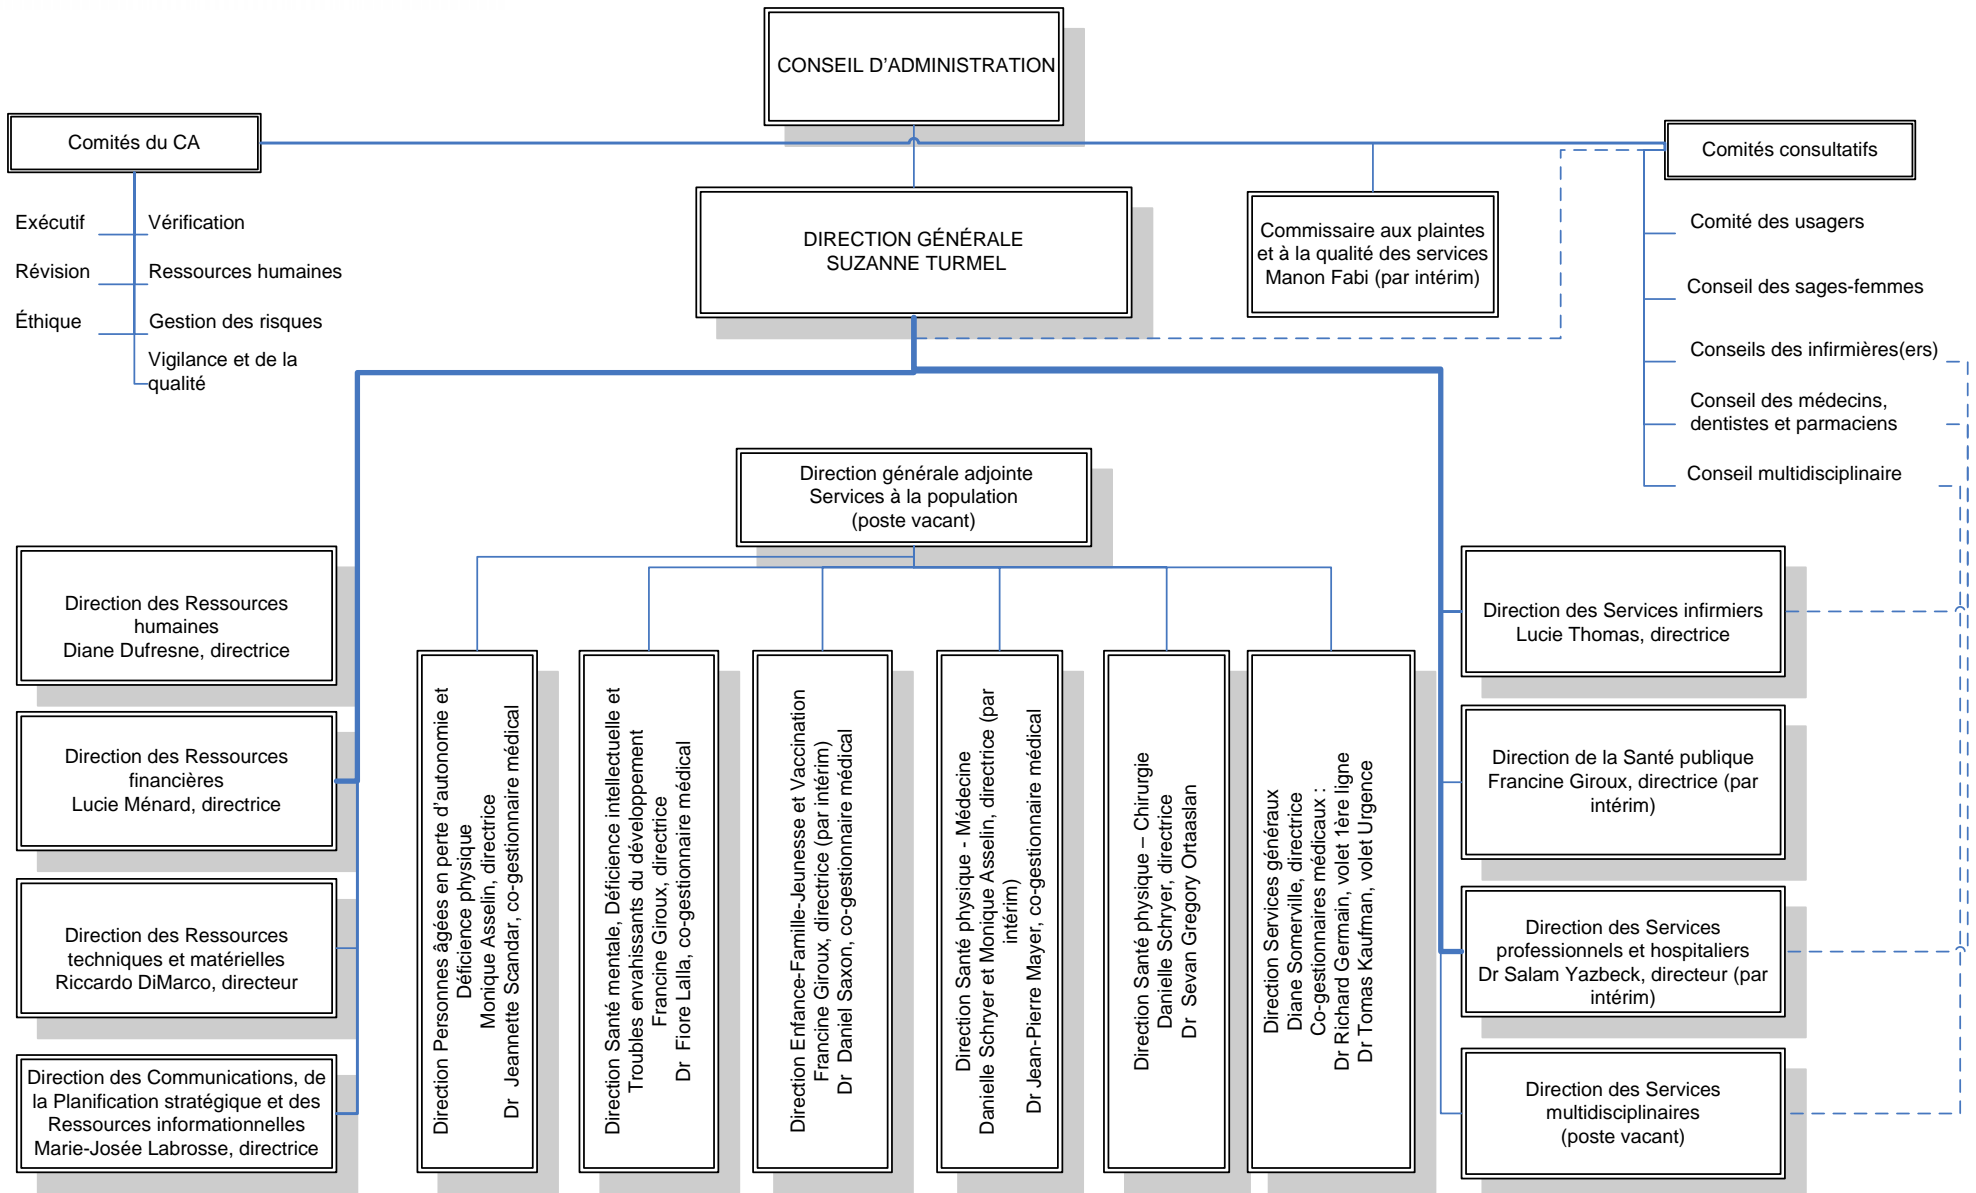 CONSEIL D'ADMINISTRATION
Comités du CA
Exécutif
Vérification
Révision
Ressources humaines
Éthique
Gestion des risques
Vigilance et de la
qualité
DIRECTION GÉNÉRALE
SUZANNE TURMEL
Commissaire aux plaintes
et à la qualité des services
Manon Fabi (par intérim)
Comités consultatifs
Comité des usagers
Conseil des sages-femmes
Conseils des infirmières(ers)
Conseil des médecins,
dentistes et parmaciens
Conseil multidisciplinaire
Direction générale adjointe
Services à la population
(poste vacant)
Direction des Ressources
humaines
Diane Dufresne, directrice
Direction des Ressources
financières
Lucie Ménard, directrice
Direction des Ressources
techniques et matérielles
Riccardo DiMarco, directeur
Direction des Communications, de
la Planification stratégique et des
Ressources informationnelles
Marie-Josée Labrosse, directrice
Direction Personnes âgées en perte d'autonomie et
Déficience physique
Monique Asselin, directrice
Dr Jeannette Scandar, co-gestionnaire médical
Direction Santé mentale, Déficience intellectuelle et
Troubles envahissants du développement
Francine Giroux, directrice
Dr Fiore Lalla, co-gestionnaire médical
Direction Enfance-Famille-Jeunesse et Vaccination
Francine Giroux, directrice (par intérim)
Dr Daniel Saxon, co-gestionnaire médical
Direction Santé physique - Médecine
Danielle Schryer et Monique Asselin, directrice (par
intérim)
Dr Jean-Pierre Mayer, co-gestionnaire médical
Direction Santé physique – Chirurgie
Danielle Schryer, directrice
Dr Sevan Gregory Ortaaslan
Direction Services généraux
Diane Somerville, directrice
Co-gestionnaires médicaux :
Dr Richard Germain, volet 1ère ligne
Dr Tomas Kaufman, volet Urgence
Direction des Services infirmiers
Lucie Thomas, directrice
Direction de la Santé publique
Francine Giroux, directrice (par
intérim)
Direction des Services
professionnels et hospitaliers
Dr Salam Yazbeck, directeur (par
intérim)
Direction des Services
multidisciplinaires
(poste vacant)